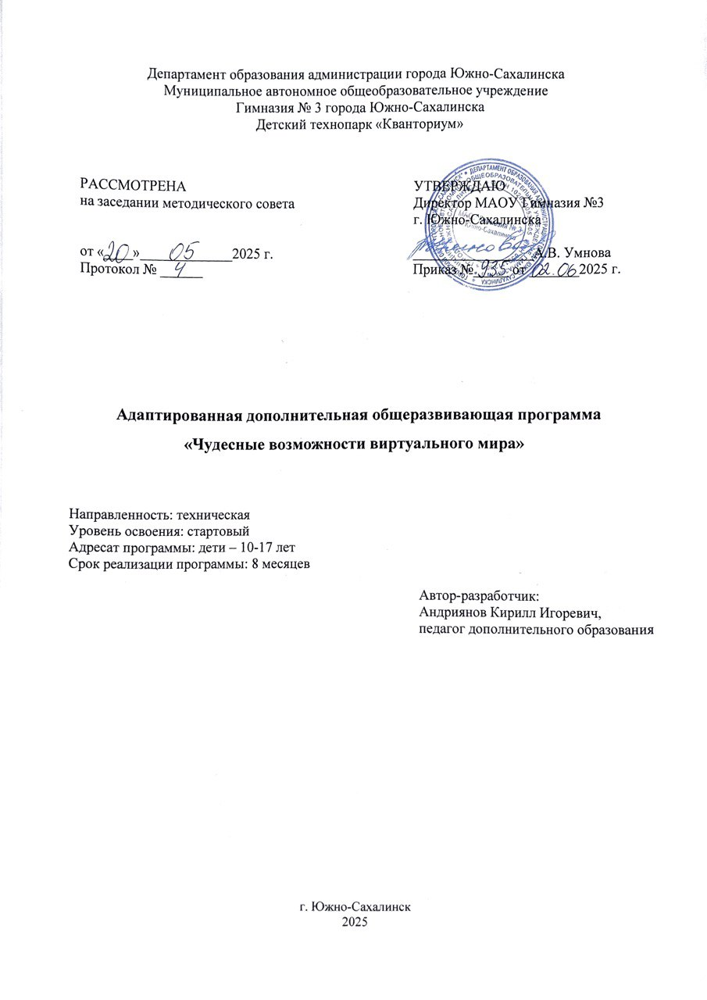 Департамент образования администрации города Южно-Сахалинска
Муниципальное автономное общеобразовательное учреждение
Гимназия № 3 города Южно-Сахалинска
Детский технопарк «Кванториум»
РАССМОТРЕНА
на заседании методического совета
от «20» 05 2025 г.
Протокол № 4
УТВЕРЖДАЮ
Директор МАОУ Гимназия №3
г. Южно-Сахалинска
А.В. Умнова
Приказ № 935 от 02.06 2025 г.
Адаптированная дополнительная общеразвивающая программа
«Чудесные возможности виртуального мира»
Направленность: техническая
Уровень освоения: стартовый
Адресат программы: дети – 10-17 лет
Срок реализации программы: 8 месяцев
Автор-разработчик:
Андриянов Кирилл Игоревич,
педагог дополнительного образования
г. Южно-Сахалинск
2025